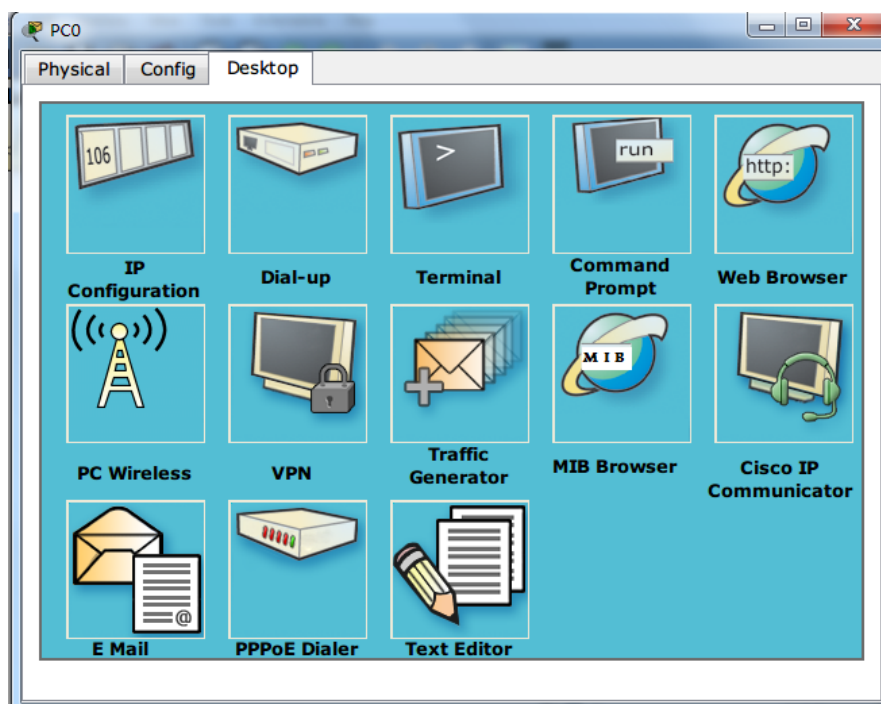 PC0
Physical Config Desktop
106
>
run
http:
IP
Configuration
Dial-up
Terminal
Command
Prompt
Web Browser
MIB
PC Wireless
VPN
Traffic
Generator
MIB Browser
Cisco IP
Communicator
@
E Mail
PPPoE Dialer
Text Editor